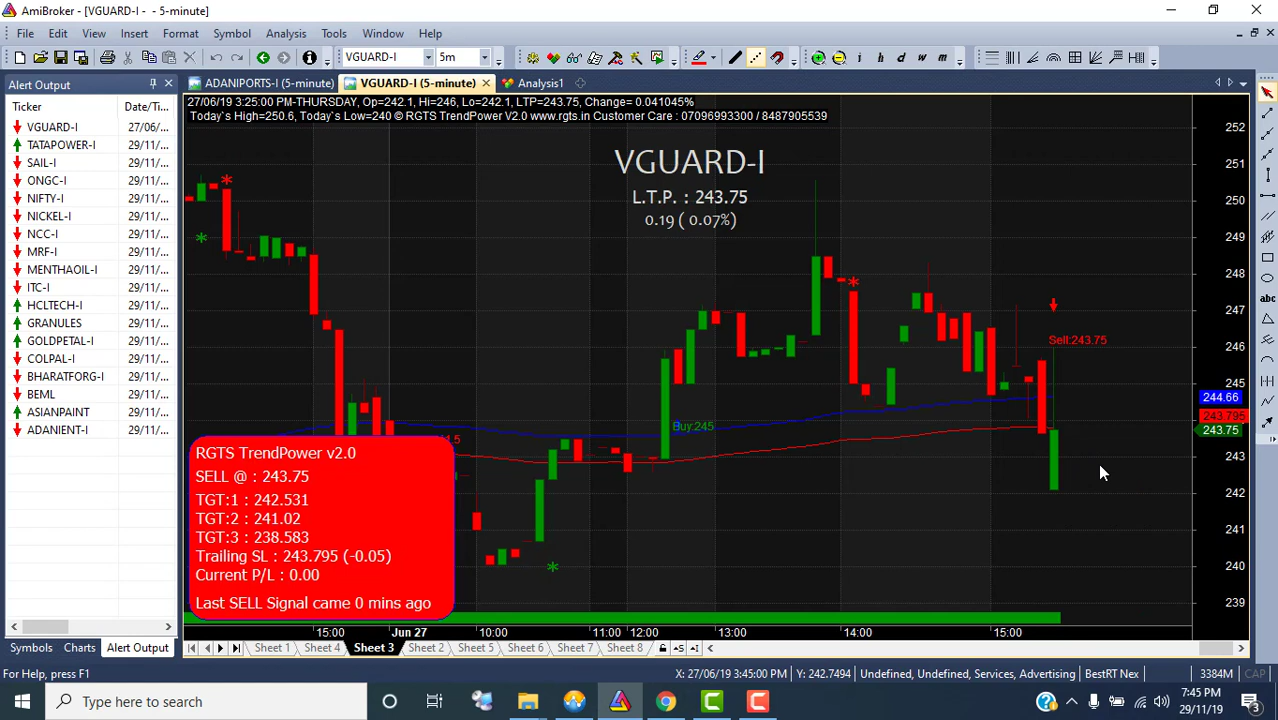 AmiBroker - [VGUARD-I - - 5-minute]
File Edit View Insert Format Symbol Analysis Tools Window Help
VGUARD-I 5m i h d w m
Alert Output
ADANIPORTS-I (5-minute) VGUARD-I (5-minute) Analysis1
Ticker Date/Ti...
27/06/19 3:25:00 PM-THURSDAY, Op=242.1, Hi=246, Lo=242.1, LTP=243.75, Change= 0.041045%
Today`s High=250.6, Today`s Low=240 © RGTS TrendPower V2.0 www.rgts.in Customer Care : 07096993300 / 8487905539
VGUARD-I 27/06/...
TATAPOWER-I 29/11/...
SAIL-I 29/11/...
ONGC-I 29/11/...
NIFTY-I 29/11/...
NICKEL-I 29/11/...
NCC-I 29/11/...
MRF-I 29/11/...
MENTHAOIL-I 29/11/...
ITC-I 29/11/...
HCLTECH-I 29/11/...
GRANULES 29/11/...
GOLDPETAL-I 29/11/...
COLPAL-I 29/11/...
BHARATFORG-I 29/11/...
BEML 29/11/...
ASIANPAINT 29/11/...
ADANIENT-I 29/11/...
VGUARD-I
L.T.P. : 243.75
0.19 ( 0.07%)
abc
Sell:243.75
Buy:245
1.5
252
251
250
249
248
247
246
245
244.66
243.795
243.75
243
242
241
240
239
RGTS TrendPower v2.0
SELL @ : 243.75
TGT:1 : 242.531
TGT:2 : 241.02
TGT:3 : 238.583
Trailing SL : 243.795 (-0.05)
Current P/L : 0.00
Last SELL Signal came 0 mins ago
15:00 Jun 27 10:00 11:00 12:00 13:00 14:00 15:00
Symbols Charts Alert Output
Sheet 1 Sheet 4 Sheet 3 Sheet 2 Sheet 5 Sheet 6 Sheet 7 Sheet 8
For Help, press F1
X: 27/06/19 3:45:00 PM Y: 242.7494 Undefined, Undefined, Services, Advertising BestRT Nex 3384M CAP
Type here to search
7:45 PM
29/11/19
3